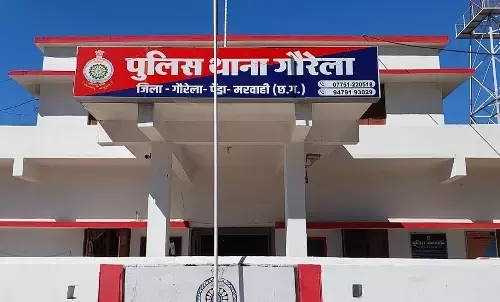 पुलिस थाना गौरेला
जिला - गौरेला- पेंड्रा- मरवाही (छ.ग.)
07751-220518
94791 93029